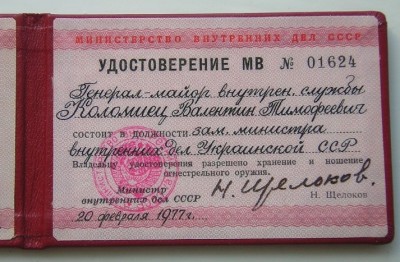 МИНИСТЕРСТВО ВНУТРЕННИХ ДЕЛ СССР
УДОСТОВЕРЕНИЕ МВ № 01624
Генерал-майор внутрен. службы
Коломиец Валентин Тимофеевич
состоит в должности зам. министра
внутренних дел Украинской ССР
Владельцу удостоверения разрешено хранение и ношение
огнестрельного оружия.
Министр
внутренних дел СССР
Н. Щелоков.
Н. Щелоков
20 февраля 1977 г.